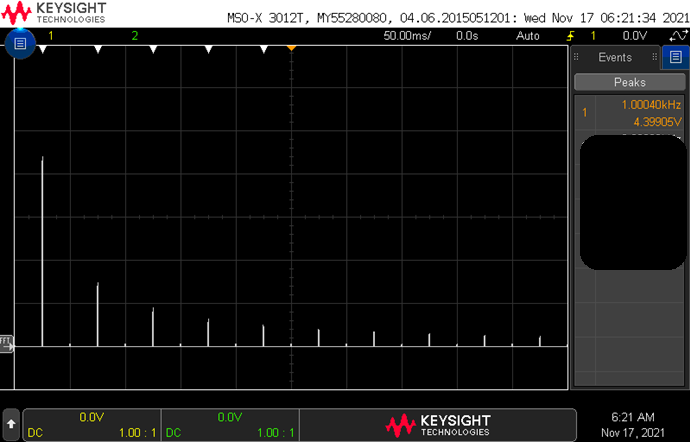 KEYSIGHT
TECHNOLOGIES
MSO-X 3012T, MY55280080, 04.06.2015051201: Wed Nov 17 06:21:34 2021
1 2 50.00ms/ 0.0s Auto 1 0.0V
Events
Peaks
1 1.00040kHz
4.39905V
FFT
0.0V 0.0V
DC 1.00 : 1 DC 1.00 : 1
KEYSIGHT
TECHNOLOGIES
6:21 AM
Nov 17, 2021